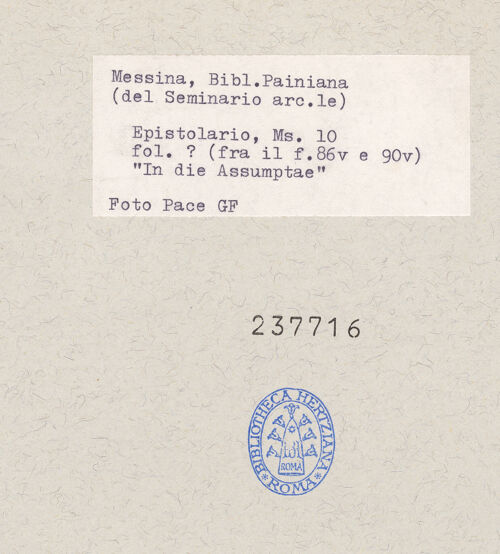 Messina, Bibl.Painiana
(del Seminario arc.le)
Epistolario, Ms. 10
fol. ? (fra il f.86v e 90v)
"In die Assumptae"
Foto Pace GF
237716
BIBLIOTHECA HERTZIANA
ROMA
*ROMA*